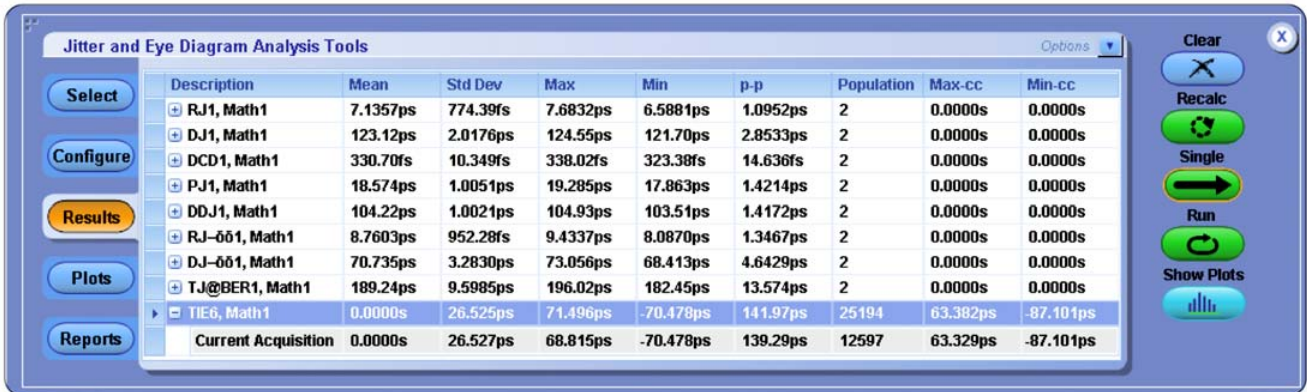 Jitter and Eye Diagram Analysis Tools Options
Description Mean Std Dev Max Min p-p Population Max-cc Min-cc
RJ1, Math1 7.1357ps 774.39fs 7.6832ps 6.5881ps 1.0952ps 2 0.0000s 0.0000s
DJ1, Math1 123.12ps 2.0176ps 124.55ps 121.70ps 2.8533ps 2 0.0000s 0.0000s
DCD1, Math1 330.70fs 10.349fs 338.02fs 323.38fs 14.636fs 2 0.0000s 0.0000s
PJ1, Math1 18.574ps 1.0051ps 19.285ps 17.863ps 1.4214ps 2 0.0000s 0.0000s
DDJ1, Math1 104.22ps 1.0021ps 104.93ps 103.51ps 1.4172ps 2 0.0000s 0.0000s
RJ–δδ1, Math1 8.7603ps 952.28fs 9.4337ps 8.0870ps 1.3467ps 2 0.0000s 0.0000s
DJ–δδ1, Math1 70.735ps 3.2830ps 73.056ps 68.413ps 4.6429ps 2 0.0000s 0.0000s
TJ@BER1, Math1 189.24ps 9.5985ps 196.02ps 182.45ps 13.574ps 2 0.0000s 0.0000s
TIE6, Math1 0.0000s 26.525ps 71.496ps -70.478ps 141.97ps 25194 63.382ps -87.101ps
Current Acquisition 0.0000s 26.527ps 68.815ps -70.478ps 139.29ps 12597 63.329ps -87.101ps
Select
Configure
Results
Plots
Reports
Clear
X
Recalc
Single
Run
Show Plots